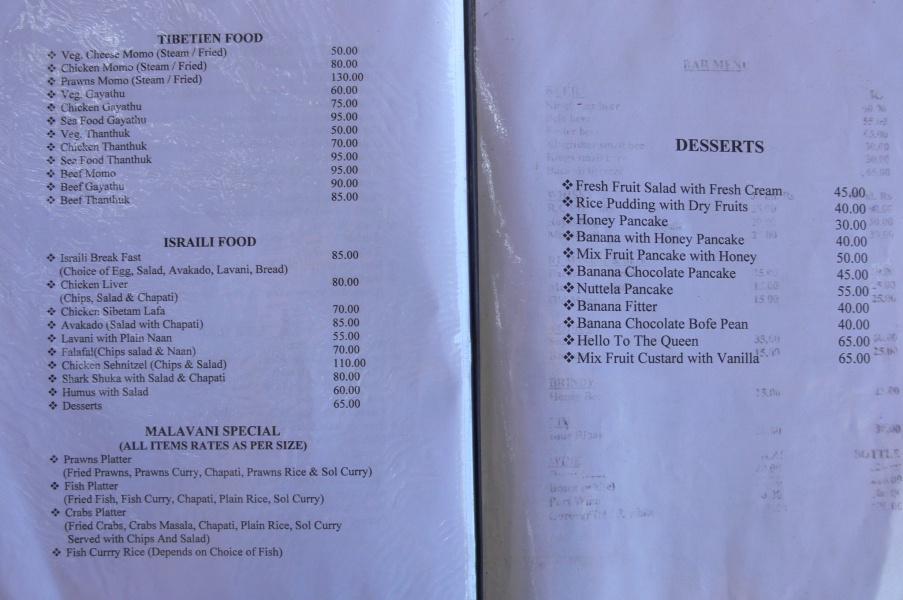 TIBETIEN FOOD
❖ Veg. Cheese Momo (Steam / Fried) 50.00
❖ Chicken Momo (Steam / Fried) 80.00
❖ Prawns Momo (Steam / Fried) 130.00
❖ Veg. Gayathu 60.00
❖ Chicken Gayathu 75.00
❖ Sea Food Gayathu 95.00
❖ Veg. Thanthuk 50.00
❖ Chicken Thanthuk 70.00
❖ Sea Food Thanthuk 95.00
❖ Beef Momo 95.00
❖ Beef Gayathu 90.00
❖ Beef Thanthuk 85.00
ISRAILI FOOD
❖ Israili Break Fast 85.00
(Choice of Egg, Salad, Avakado, Lavani, Bread)
❖ Chicken Liver 80.00
(Chips, Salad & Chapati)
❖ Chicken Sibetam Lafa 70.00
❖ Avakado (Salad with Chapati) 85.00
❖ Lavani with Plain Naan 55.00
❖ Falafal(Chips salad & Naan) 70.00
❖ Chicken Sehnitzel (Chips & Salad) 110.00
❖ Shark Shuka with Salad & Chapati 80.00
❖ Humus with Salad 60.00
❖ Desserts 65.00
MALAVANI SPECIAL
(ALL ITEMS RATES AS PER SIZE)
❖ Prawns Platter
(Fried Prawns, Prawns Curry, Chapati, Prawns Rice & Sol Curry)
❖ Fish Platter
(Fried Fish, Fish Curry, Chapati, Plain Rice, Sol Curry)
❖ Crabs Platter
(Fried Crabs, Crabs Masala, Chapati, Plain Rice, Sol Curry
Served with Chips And Salad)
❖ Fish Currry Rice (Depends on Choice of Fish)
BAR MENU
DESSERTS
❖ Fresh Fruit Salad with Fresh Cream 45.00
❖ Rice Pudding with Dry Fruits 40.00
❖ Honey Pancake 30.00
❖ Banana with Honey Pancake 40.00
❖ Mix Fruit Pancake with Honey 50.00
❖ Banana Chocolate Pancake 45.00
❖ Nuttela Pancake 55.00
❖ Banana Fitter 40.00
❖ Banana Chocolate Bofe Pean 40.00
❖ Hello To The Queen 65.00
❖ Mix Fruit Custard with Vanilla 65.00